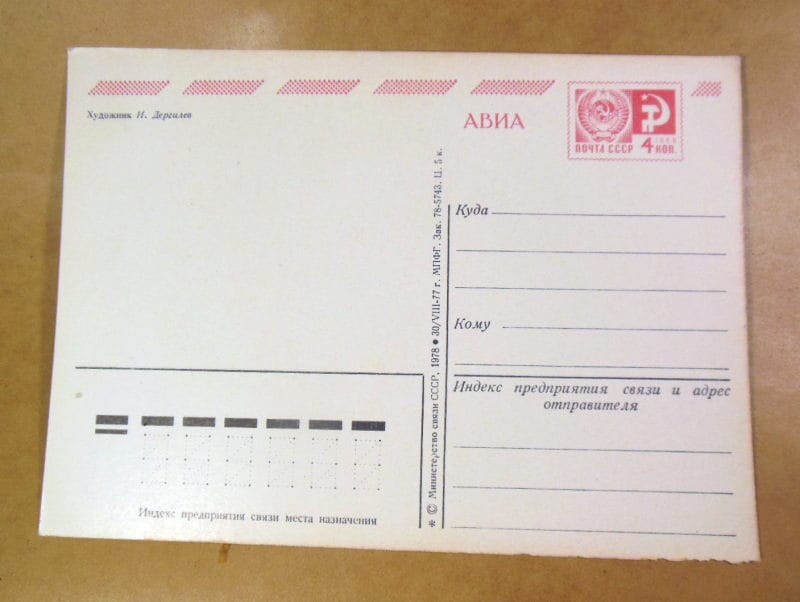 Художник И. Дергилев
АВИА
ПОЧТА СССР
4 КОП.
Куда
Кому
Индекс предприятия связи и адрес
отправителя
* © Министерство связи СССР, 1978 ● 30/VIII-77 г. МПФГ. Зак. 78-5743. Ц. 5 к.
Индекс предприятия связи места назначения